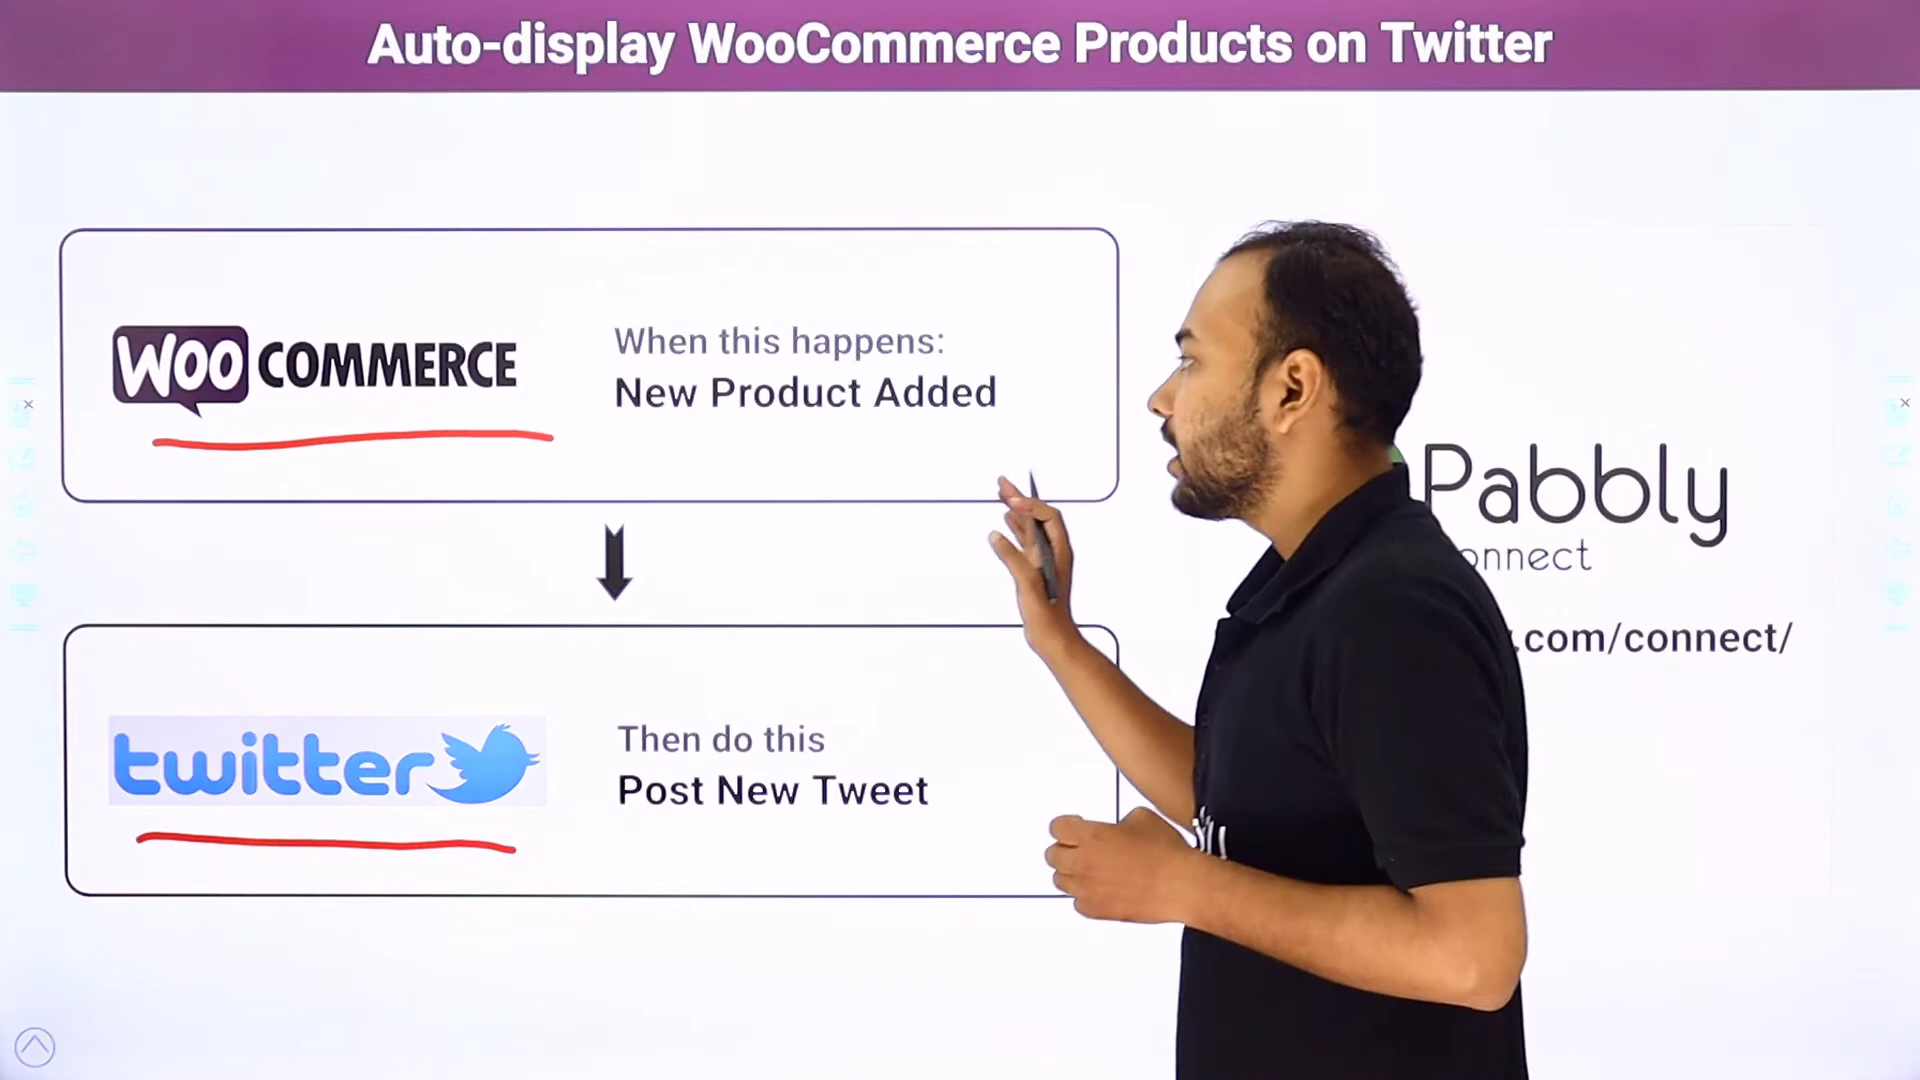 Auto-display WooCommerce Products on Twitter
WOO COMMERCE
When this happens:
New Product Added
Pabbly
onnect
.com/connect/
twitter
Then do this
Post New Tweet